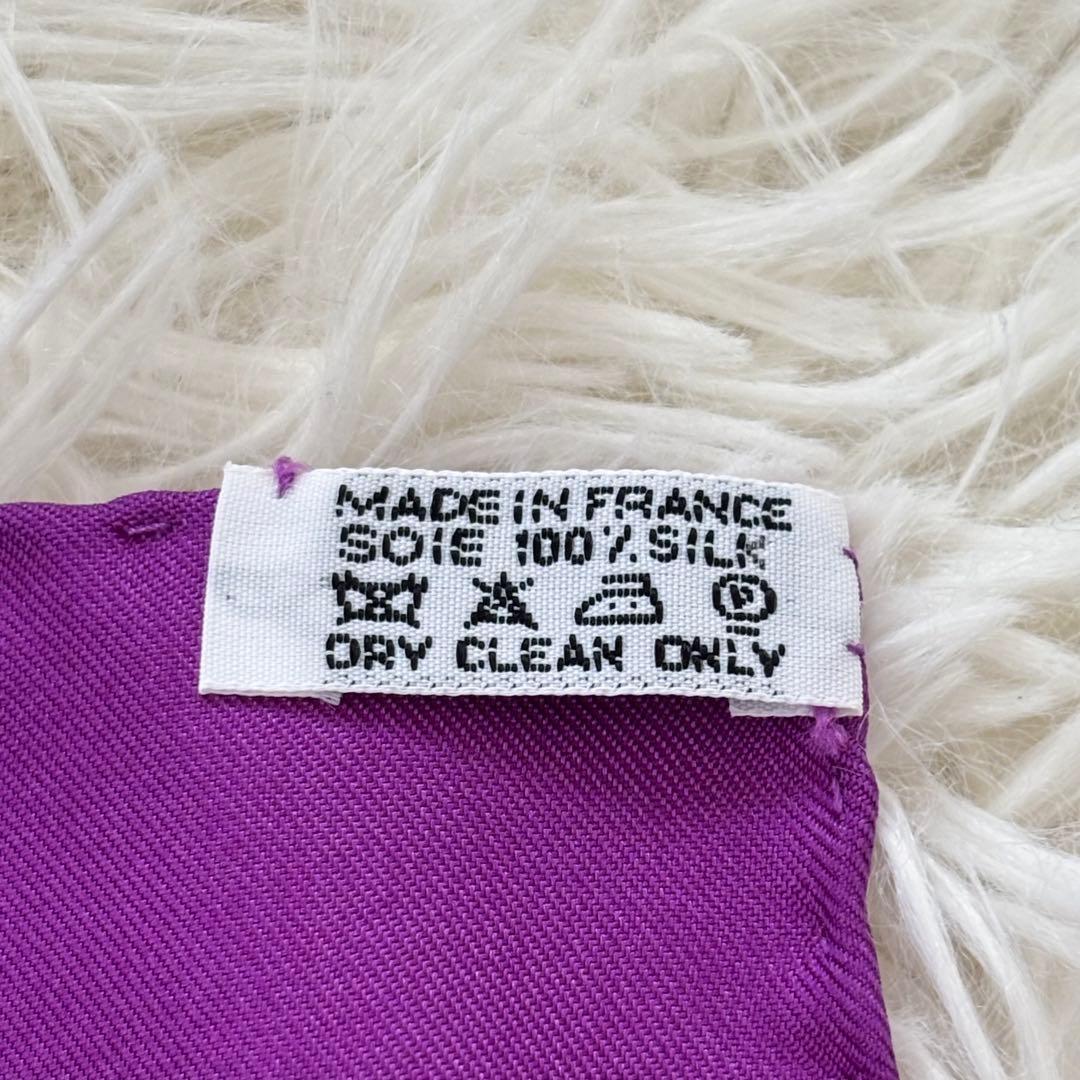 MADE IN FRANCE
SOIE 100% SILK
P
DRY CLEAN ONLY